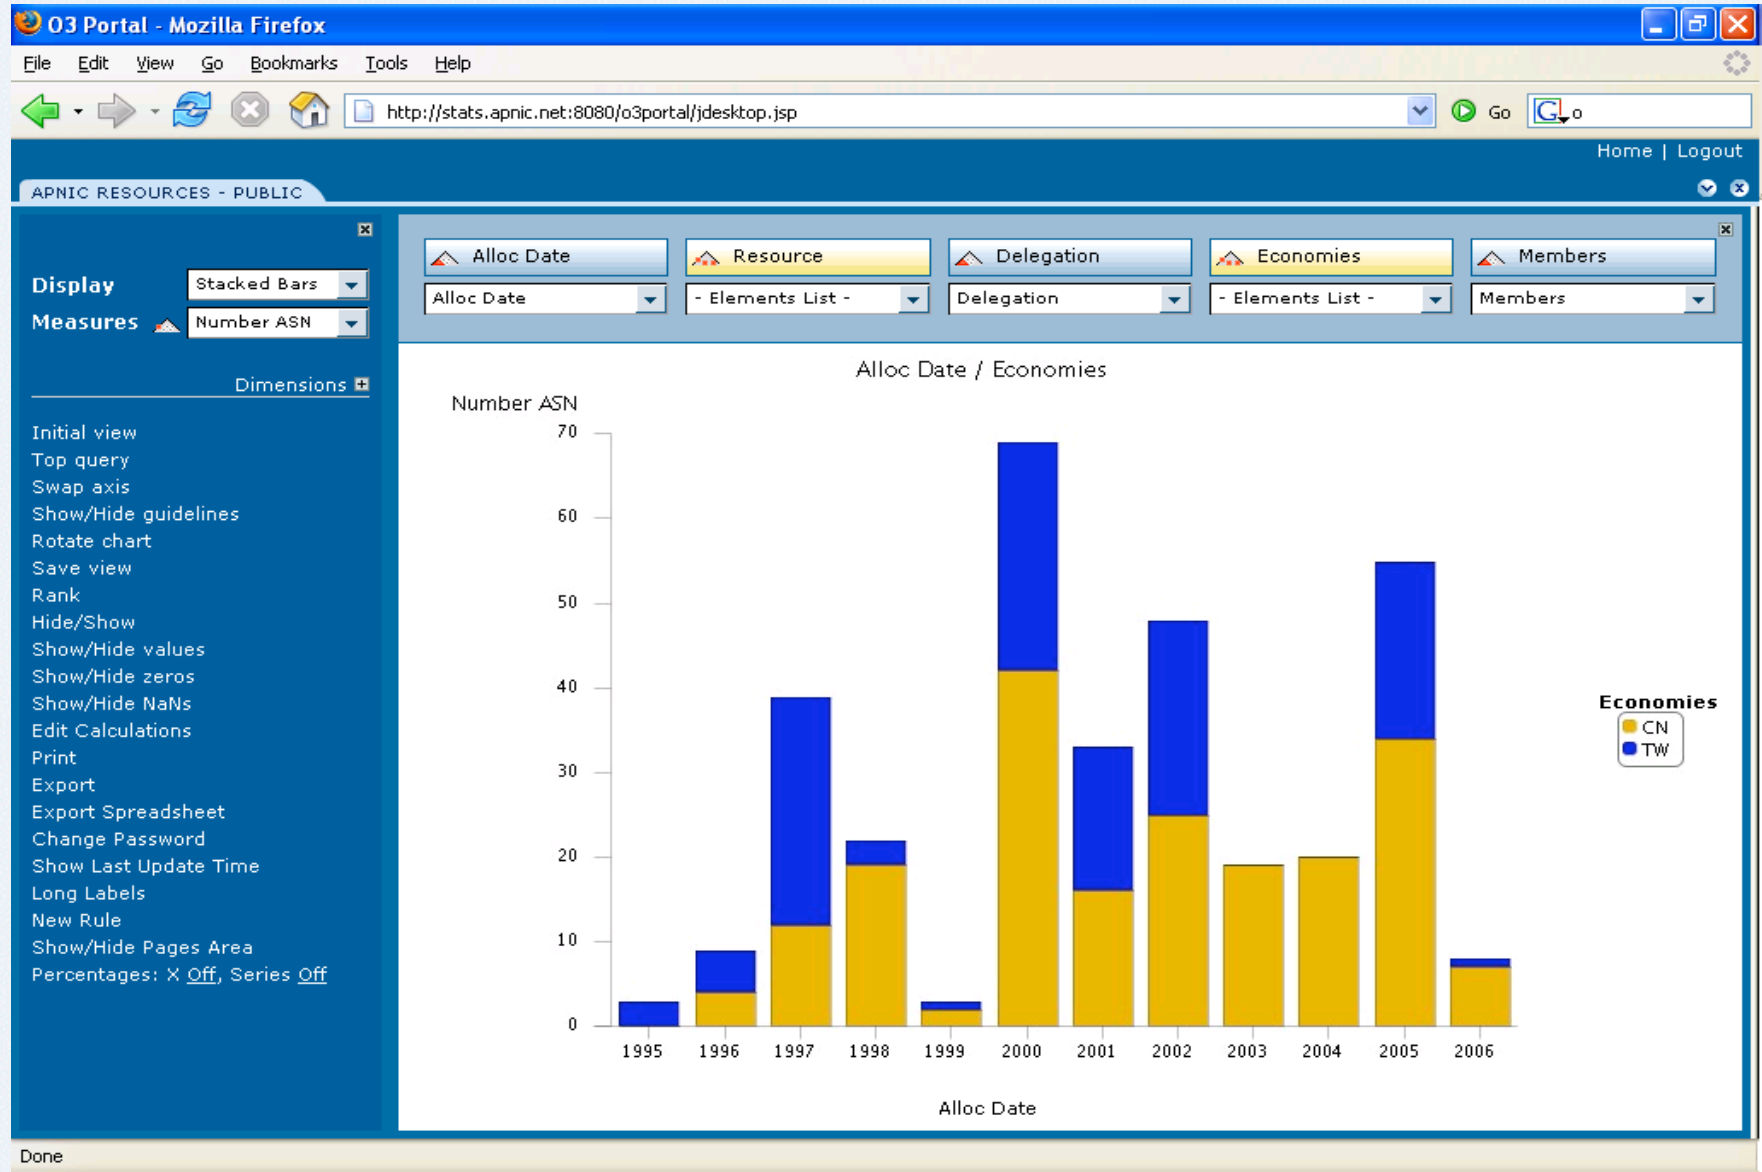 O3 Portal - Mozilla Firefox
File Edit View Go Bookmarks Tools Help
http://stats.apnic.net:8080/o3portal/jdesktop.jsp Go G o
Home | Logout
APNIC RESOURCES - PUBLIC
Alloc Date Resource Delegation Economies Members
Display Stacked Bars
Alloc Date - Elements List - Delegation - Elements List - Members
Measures Number ASN
Dimensions
Initial view
Top query
Swap axis
Show/Hide guidelines
Rotate chart
Save view
Rank
Hide/Show
Show/Hide values
Show/Hide zeros
Show/Hide NaNs
Edit Calculations
Print
Export
Export Spreadsheet
Change Password
Show Last Update Time
Long Labels
New Rule
Show/Hide Pages Area
Percentages: X Off, Series Off
Alloc Date / Economies
Number ASN
70
60
50
40
30
20
10
0
1995 1996 1997 1998 1999 2000 2001 2002 2003 2004 2005 2006
Alloc Date
Economies
CN
TW
Done